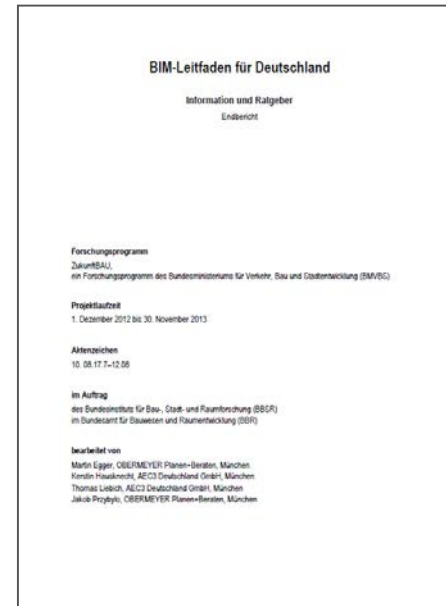 BIM-Leitfaden für Deutschland
Information und Ratgeber
Endbericht
Forschungsprogramm
ZukunftBAU,
ein Forschungsprogramm des Bundesministeriums für Verkehr, Bau und Stadtentwicklung (BMVBS)
Projektlaufzeit
1. Dezember 2012 bis 30. November 2013
Aktenzeichen
10. 08.17.7–12.08
im Auftrag
des Bundesinstituts für Bau-, Stadt- und Raumforschung (BBSR)
im Bundesamt für Bauwesen und Raumentwicklung (BBR)
bearbeitet von
Martin Egger, OBERMEYER Planen+Beraten, München
Kerstin Hausknecht, AEC3 Deutschland GmbH, München
Thomas Liebich, AEC3 Deutschland GmbH, München
Jakob Przybylo, OBERMEYER Planen+Beraten, München